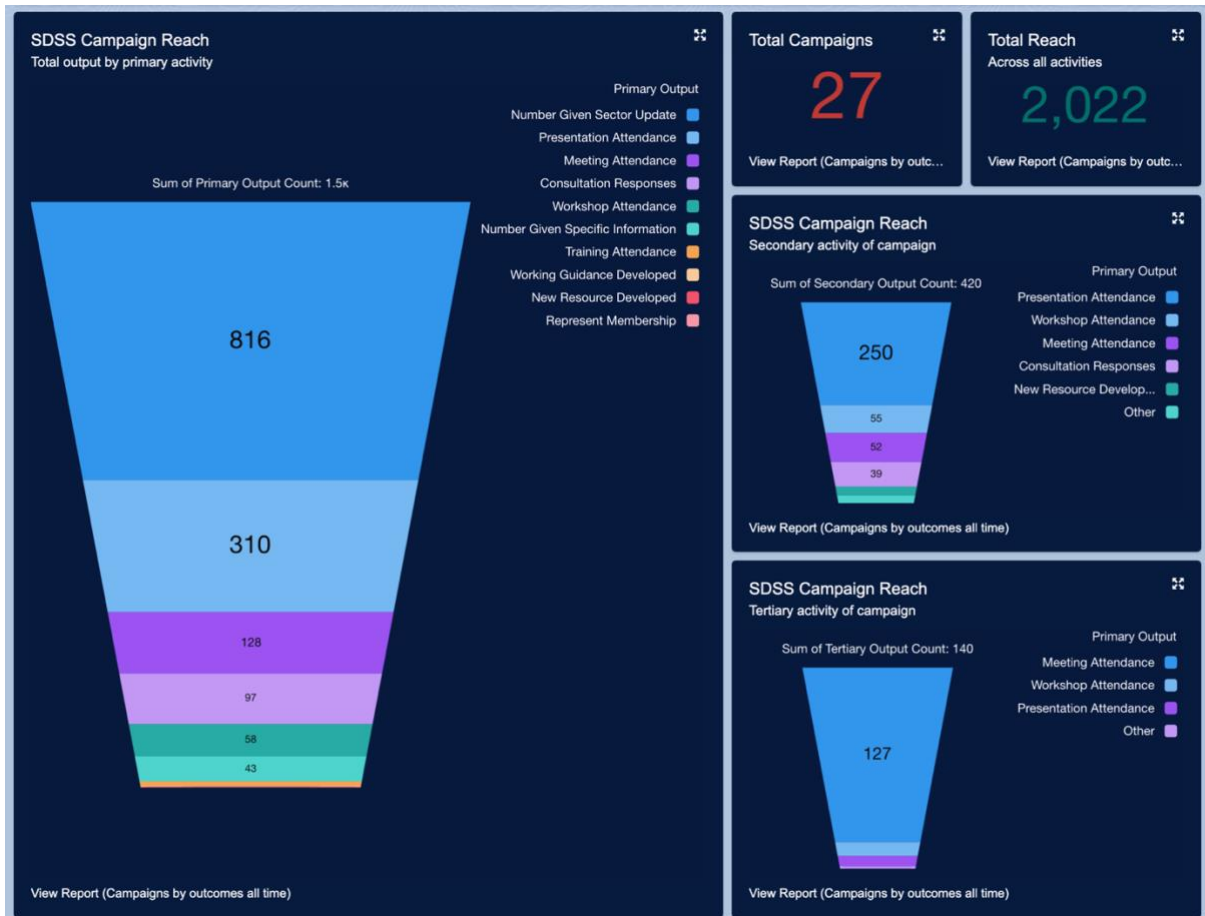 SDSS Campaign Reach
Total output by primary activity
Primary Output
Number Given Sector Update
Presentation Attendance
Meeting Attendance
Consultation Responses
Workshop Attendance
Number Given Specific Information
Training Attendance
Working Guidance Developed
New Resource Developed
Represent Membership
Sum of Primary Output Count: 1.5K
816
310
128
97
58
43
View Report (Campaigns by outcomes all time)
Total Campaigns
27
View Report (Campaigns by outc...
Total Reach
Across all activities
2,022
View Report (Campaigns by outc...
SDSS Campaign Reach
Secondary activity of campaign
Primary Output
Sum of Secondary Output Count: 420
Presentation Attendance
Workshop Attendance
Meeting Attendance
Consultation Responses
New Resource Develop...
Other
250
55
52
39
View Report (Campaigns by outcomes all time)
SDSS Campaign Reach
Tertiary activity of campaign
Primary Output
Sum of Tertiary Output Count: 140
Meeting Attendance
Workshop Attendance
Presentation Attendance
Other
127
View Report (Campaigns by outcomes all time)